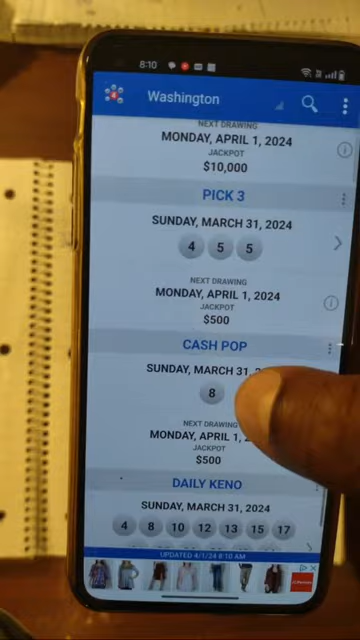 8:10
Washington
NEXT DRAWING
MONDAY, APRIL 1, 2024
JACKPOT
$10,000
PICK 3
SUNDAY, MARCH 31, 2024
4 5 5
NEXT DRAWING
MONDAY, APRIL 1, 2024
$500
CASH POP
SUNDAY, MARCH 31,
8
NEXT DRAWING
MONDAY, APRIL 1,
JACKPOT
$500
DAILY KENO
SUNDAY, MARCH 31, 2024
4 8 10 12 13 15 17
UPDATED 4/1/24 8:10 AM